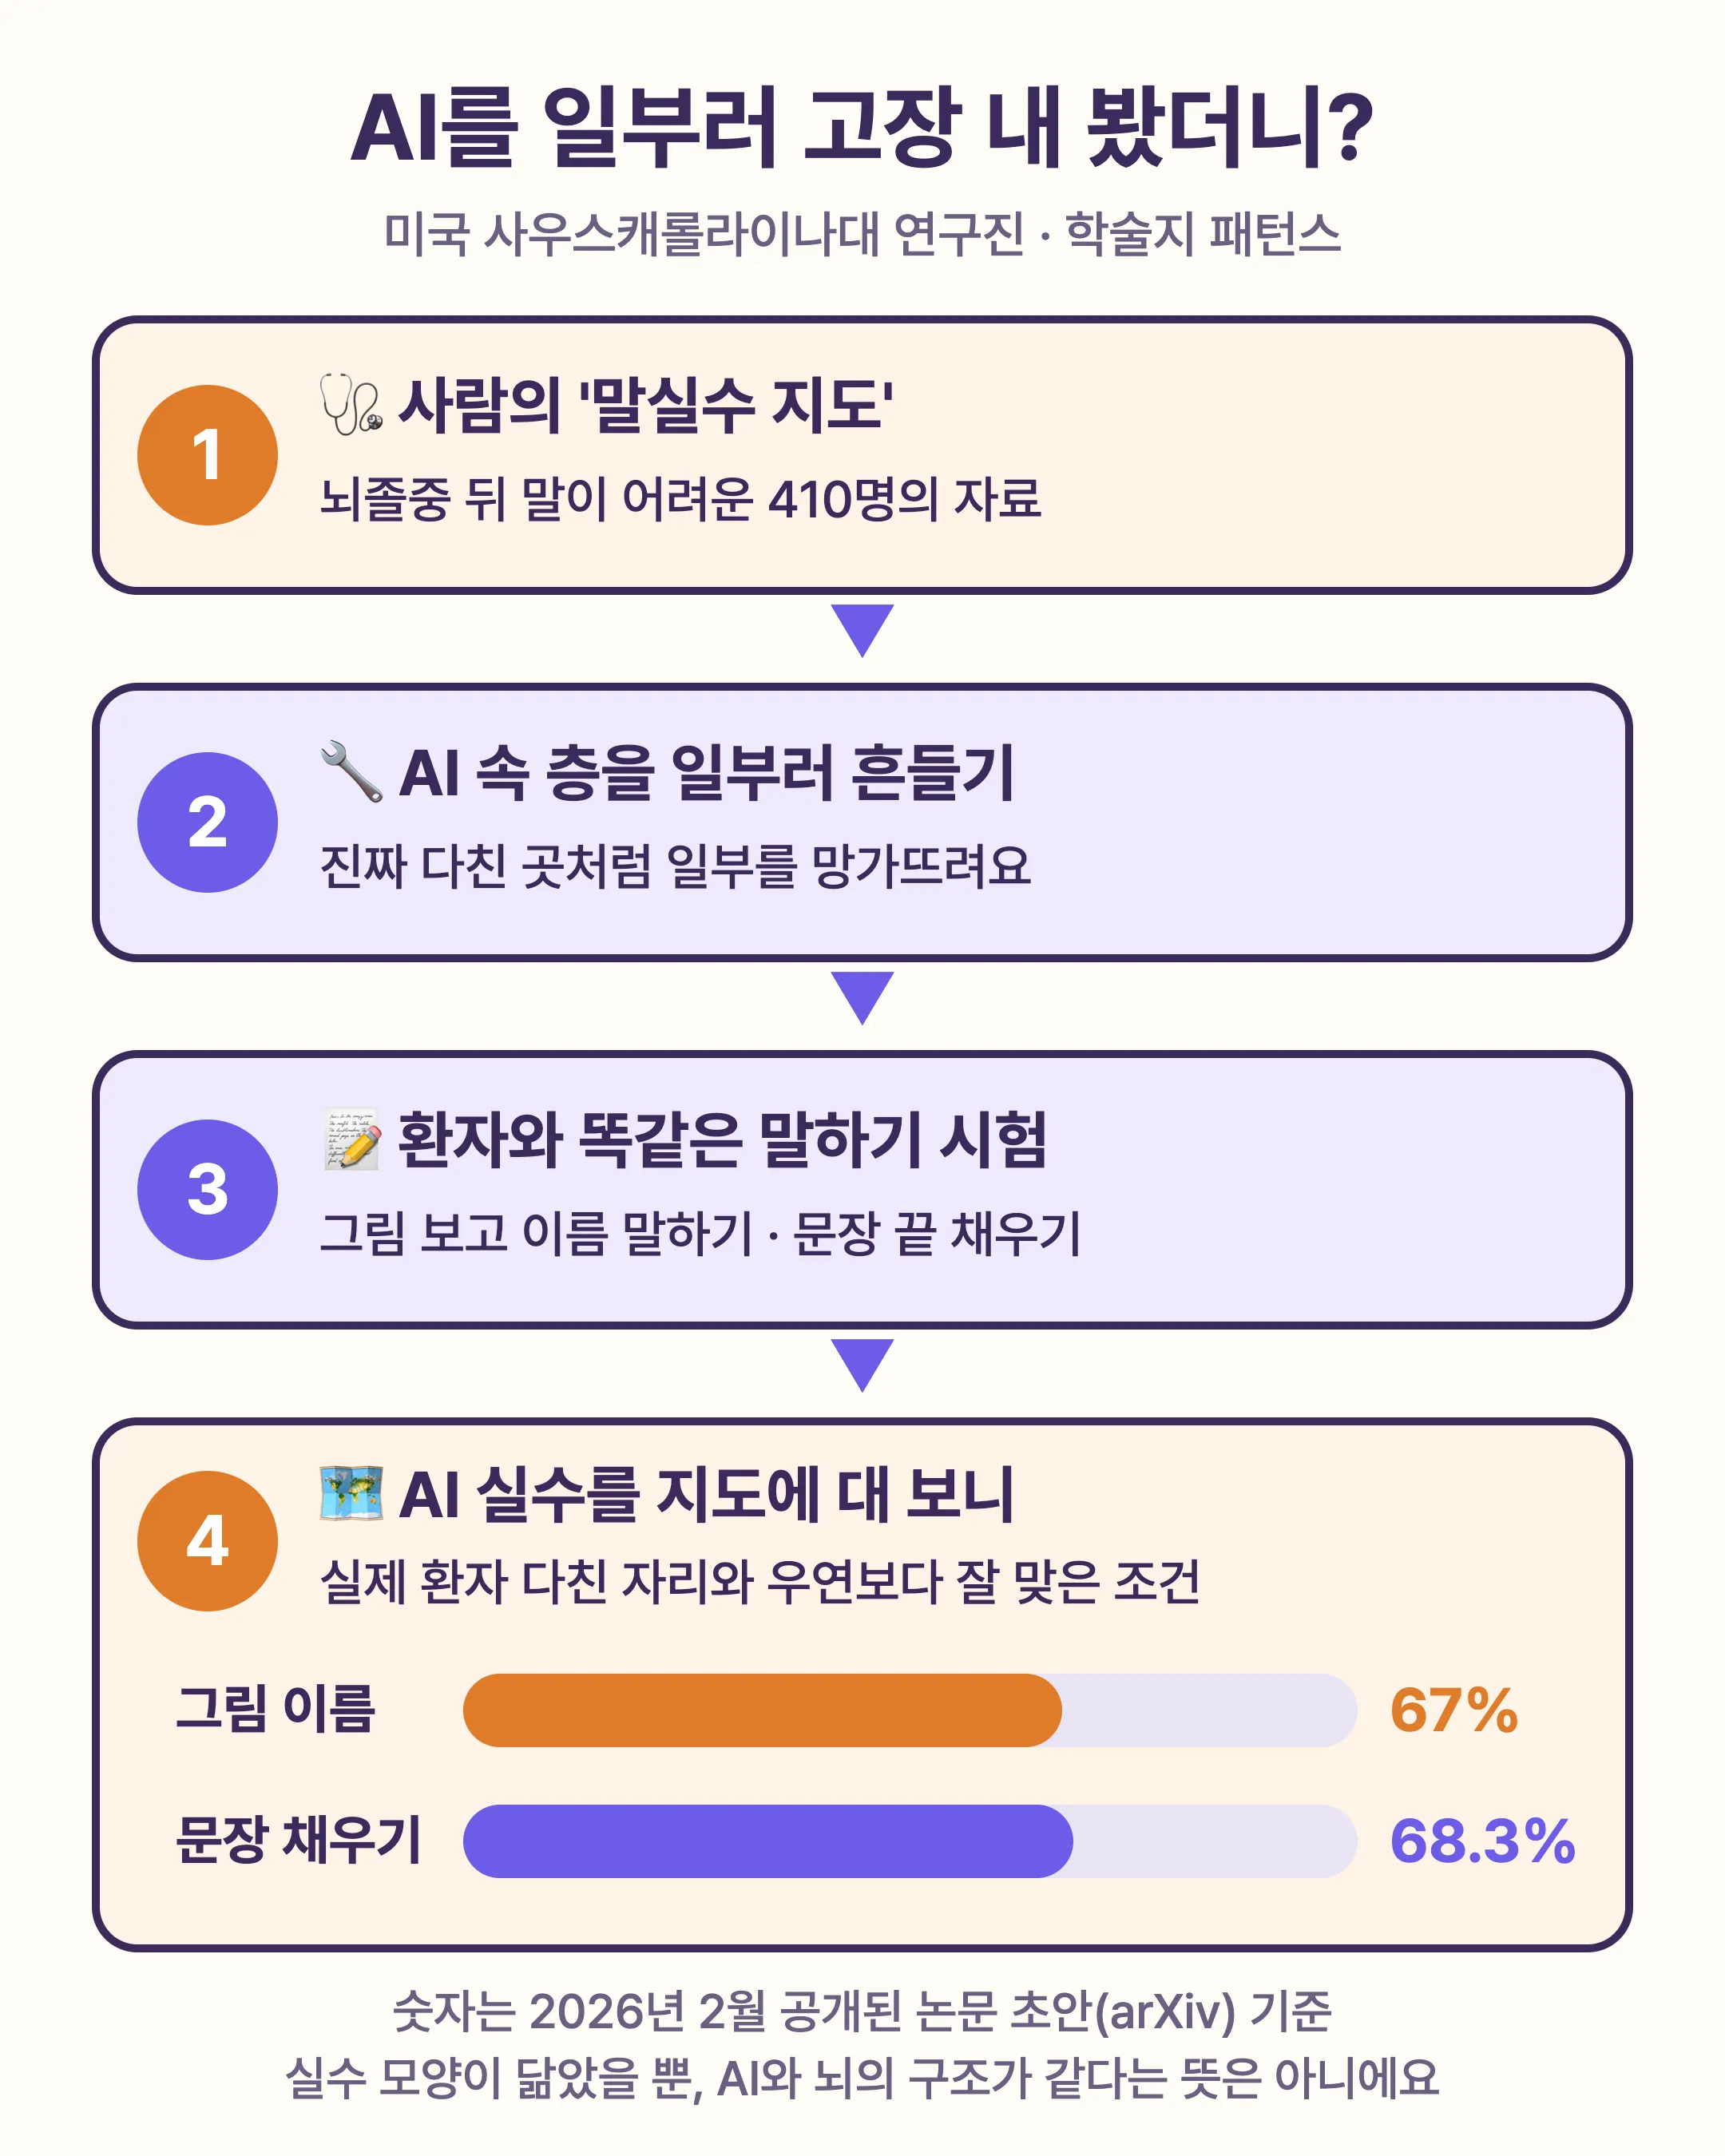 AI를 일부러 고장 내 봤더니?
미국 사우스캐롤라이나대 연구진 · 학술지 패턴스
1
사람의 '말실수 지도'
뇌졸중 뒤 말이 어려운 410명의 자료
2
AI 속 층을 일부러 흔들기
진짜 다친 곳처럼 일부를 망가뜨려요
3
환자와 똑같은 말하기 시험
그림 보고 이름 말하기 · 문장 끝 채우기
4
AI 실수를 지도에 대 보니
실제 환자 다친 자리와 우연보다 잘 맞은 조건
그림 이름 67%
문장 채우기 68.3%
숫자는 2026년 2월 공개된 논문 초안(arXiv) 기준
실수 모양이 닮았을 뿐, AI와 뇌의 구조가 같다는 뜻은 아니에요